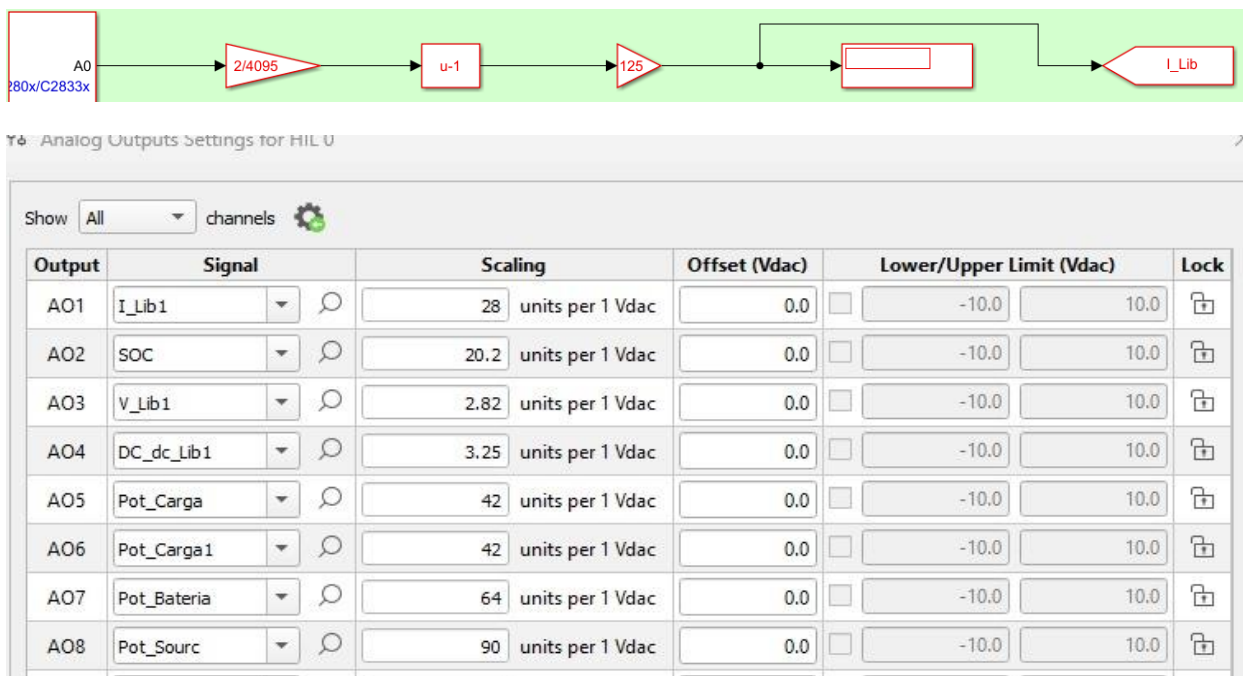 A0
280x/C2833x
2/4095
u-1
125
I_Lib
Analog Outputs Settings for HIL 0
Show All channels
Output Signal Scaling Offset (Vdac) Lower/Upper Limit (Vdac) Lock
AO1 I_Lib1 28 units per 1 Vdac 0.0 -10.0 10.0
AO2 SOC 20.2 units per 1 Vdac 0.0 -10.0 10.0
AO3 V_Lib1 2.82 units per 1 Vdac 0.0 -10.0 10.0
AO4 DC_dc_Lib1 3.25 units per 1 Vdac 0.0 -10.0 10.0
AO5 Pot_Carga 42 units per 1 Vdac 0.0 -10.0 10.0
AO6 Pot_Carga1 42 units per 1 Vdac 0.0 -10.0 10.0
AO7 Pot_Bateria 64 units per 1 Vdac 0.0 -10.0 10.0
AO8 Pot_Sourc 90 units per 1 Vdac 0.0 -10.0 10.0